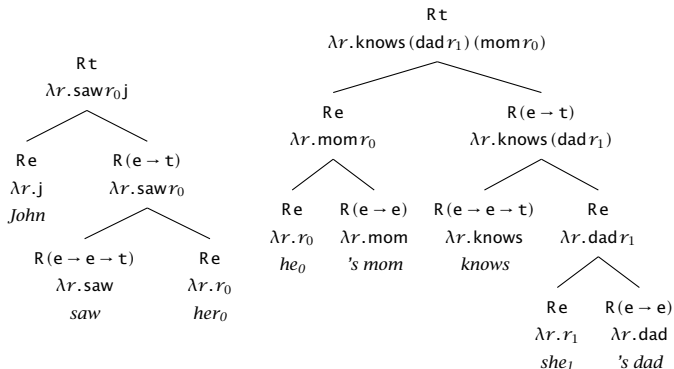 R t
λr.saw r₀ j
R e
λr.j
John
R (e → t)
λr.saw r₀
R (e → e → t)
λr.saw
saw
R e
λr.r₀
her₀
R t
λr.knows (dad r₁) (mom r₀)
R e
λr.mom r₀
R (e → t)
λr.knows (dad r₁)
R e
λr.r₀
he₀
R (e → e)
λr.mom
's mom
R (e → e → t)
λr.knows
knows
R e
λr.dad r₁
R e
λr.r₁
she₁
R (e → e)
λr.dad
's dad